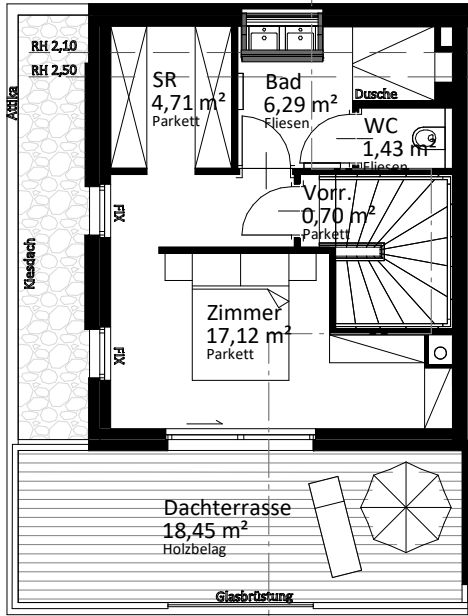 RH 2,10
RH 2,50
Attika
Kiesdach
SR
4,71 m²
Parkett
Bad
6,29 m²
Fliesen
Dusche
WC
1,43 m²
Fliesen
Vorr.
0,70 m²
Parkett
FIX
Zimmer
17,12 m²
Parkett
FIX
Dachterrasse
18,45 m²
Holzbelag
Glasbrüstung